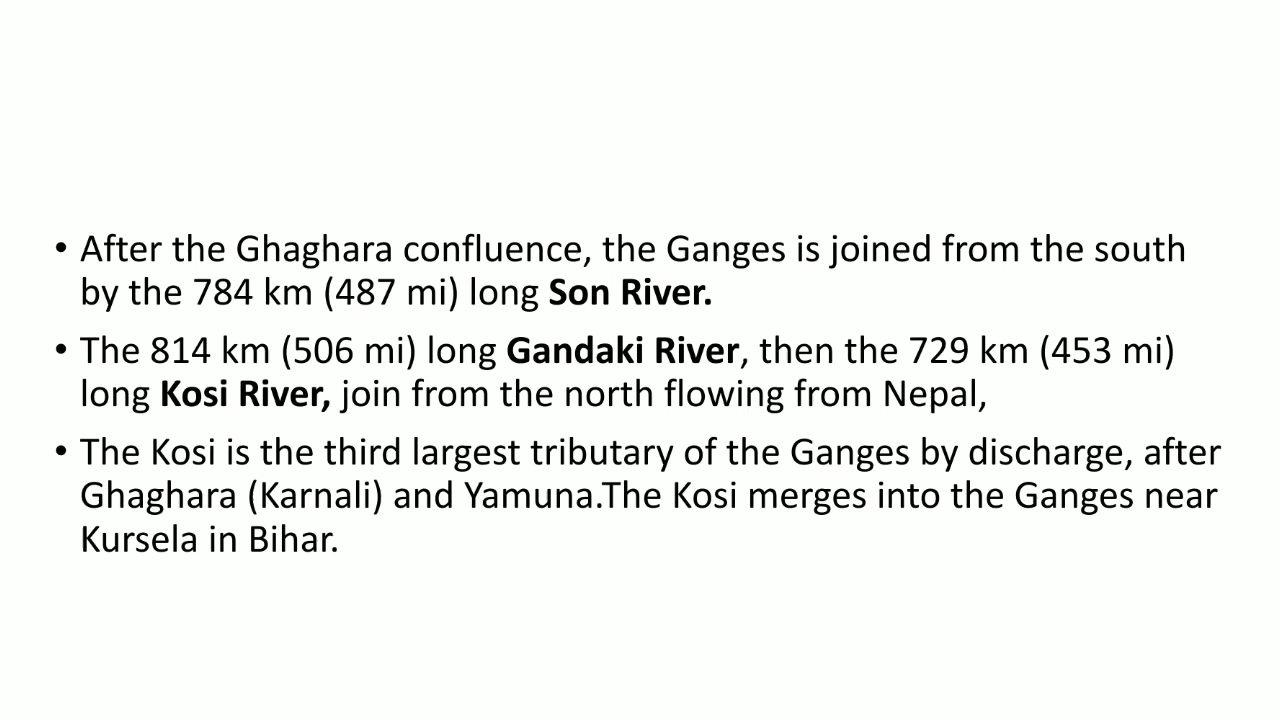 • After the Ghaghara confluence, the Ganges is joined from the south
by the 784 km (487 mi) long Son River.
• The 814 km (506 mi) long Gandaki River, then the 729 km (453 mi)
long Kosi River, join from the north flowing from Nepal,
• The Kosi is the third largest tributary of the Ganges by discharge, after
Ghaghara (Karnali) and Yamuna.The Kosi merges into the Ganges near
Kursela in Bihar.